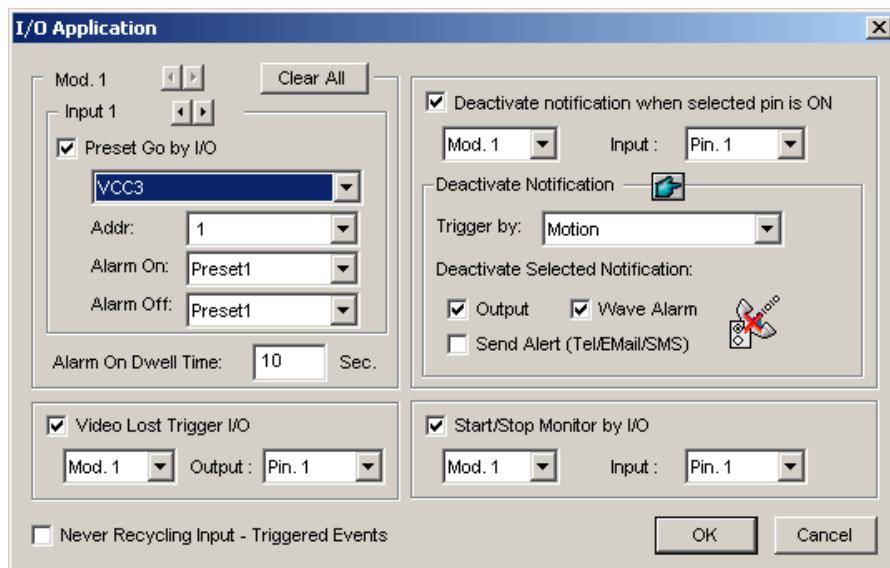 I/O Application
Mod. 1
Clear All
Input 1
Preset Go by I/O
VCC3
Addr: 1
Alarm On: Preset1
Alarm Off: Preset1
Alarm On Dwell Time: 10 Sec.
Deactivate notification when selected pin is ON
Mod. 1 Input : Pin. 1
Deactivate Notification
Trigger by: Motion
Deactivate Selected Notification:
Output Wave Alarm
Send Alert (Tel/EMail/SMS)
Video Lost Trigger I/O
Mod. 1 Output : Pin. 1
Start/Stop Monitor by I/O
Mod. 1 Input : Pin. 1
Never Recycling Input - Triggered Events
OK Cancel